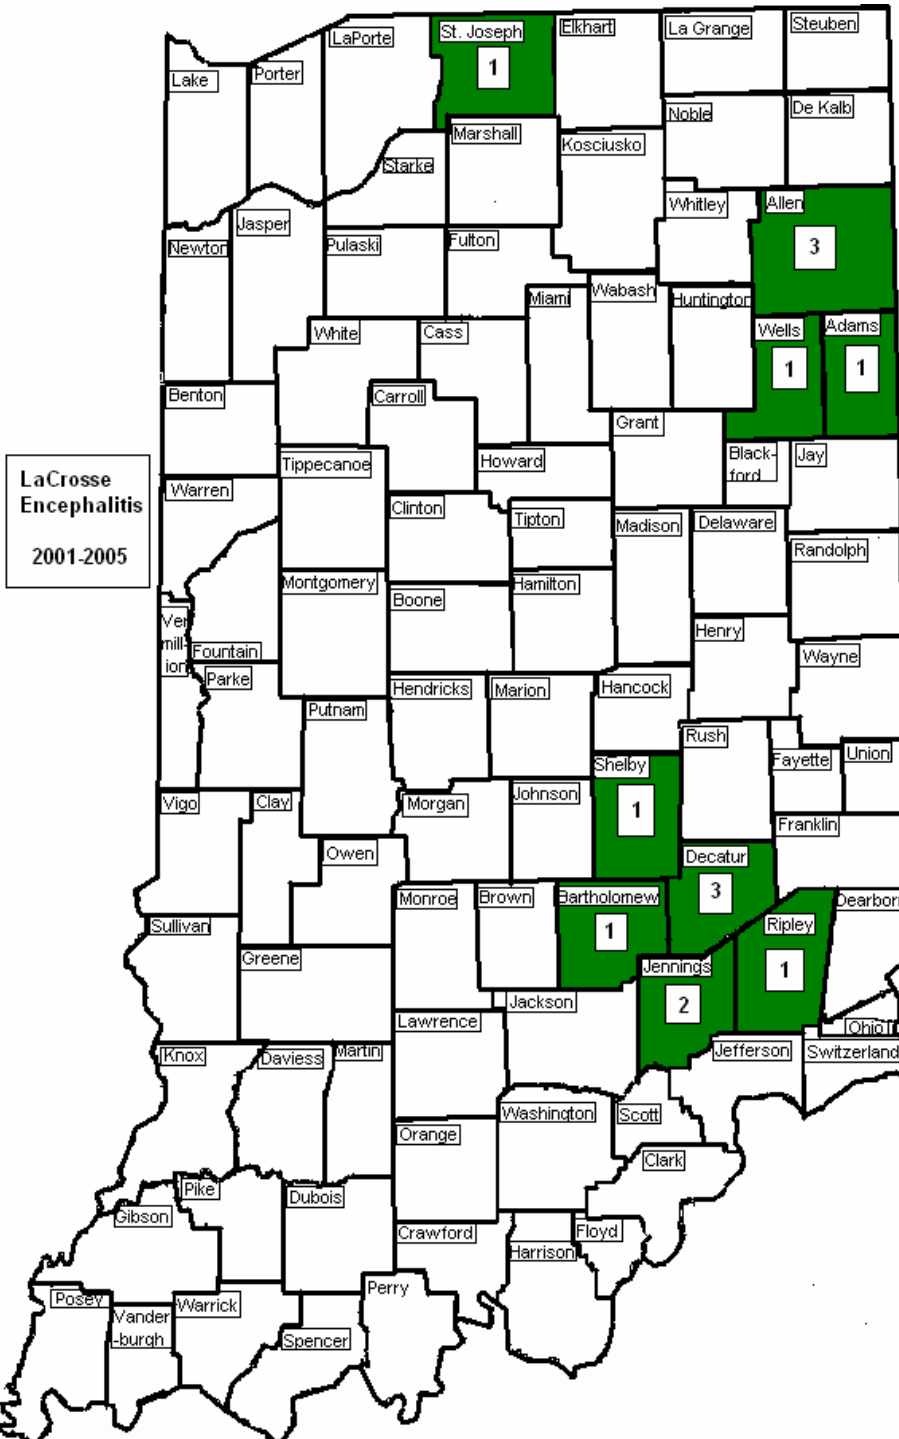 Steuben
St. Joseph
Elkhart
La Grange
LaPorte
1
Lake
Porter
Noble
De Kalb
Marshall
Kosciusko
Starke
Whitley
Allen
Jasper
Newton
Pulaski
Fulton
3
Miami
Wabash
Huntington
White
Cass
Wells
Adams
1
1
Benton
Carroll
Grant
Tippecanoe
Howard
Black-
ford
Jay
LaCrosse
Encephalitis
2001-2005
Warren
Clinton
Tipton
Madison
Delaware
Randolph
Montgomery
Boone
Hamilton
Ver
mill-
ion
Fountain
Henry
Wayne
Parke
Hendricks
Marion
Hancock
Putnam
Rush
Shelby
Fayette
Union
Vigo
Clay
Morgan
Johnson
1
Franklin
Owen
Decatur
3
Monroe
Brown
Bartholomew
Dearborn
Sullivan
1
Ripley
Greene
Jennings
1
Jackson
2
Lawrence
Ohio
Knox
Daviess
Martin
Jefferson
Switzerland
Washington
Scott
Orange
Clark
Pike
Dubois
Gibson
Crawford
Floyd
Harrison
Posey
Warrick
Perry
Vander
-burgh
Spencer